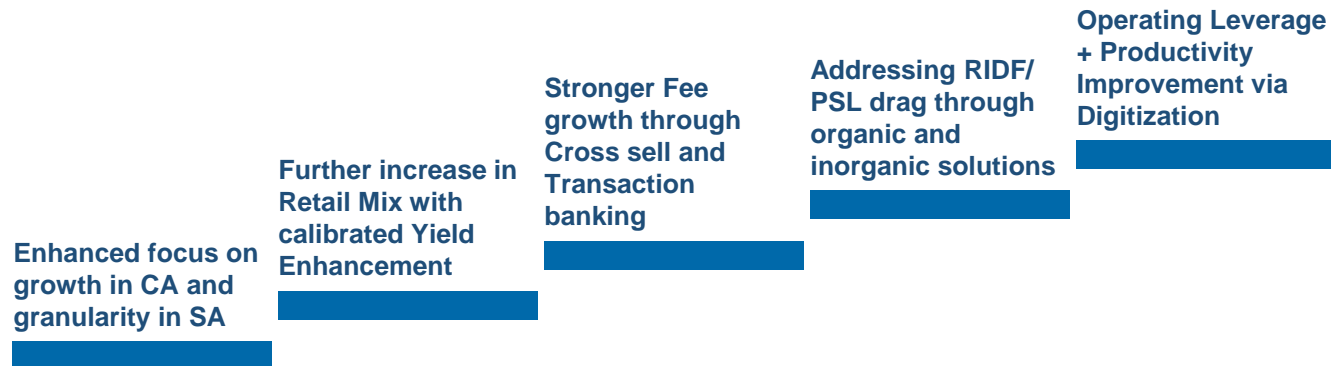 Enhanced focus on
growth in CA and
granularity in SA
Further increase in
Retail Mix with
calibrated Yield
Enhancement
Stronger Fee
growth through
Cross sell and
Transaction
banking
Addressing RIDF/
PSL drag through
organic and
inorganic solutions
Operating Leverage
+ Productivity
Improvement via
Digitization